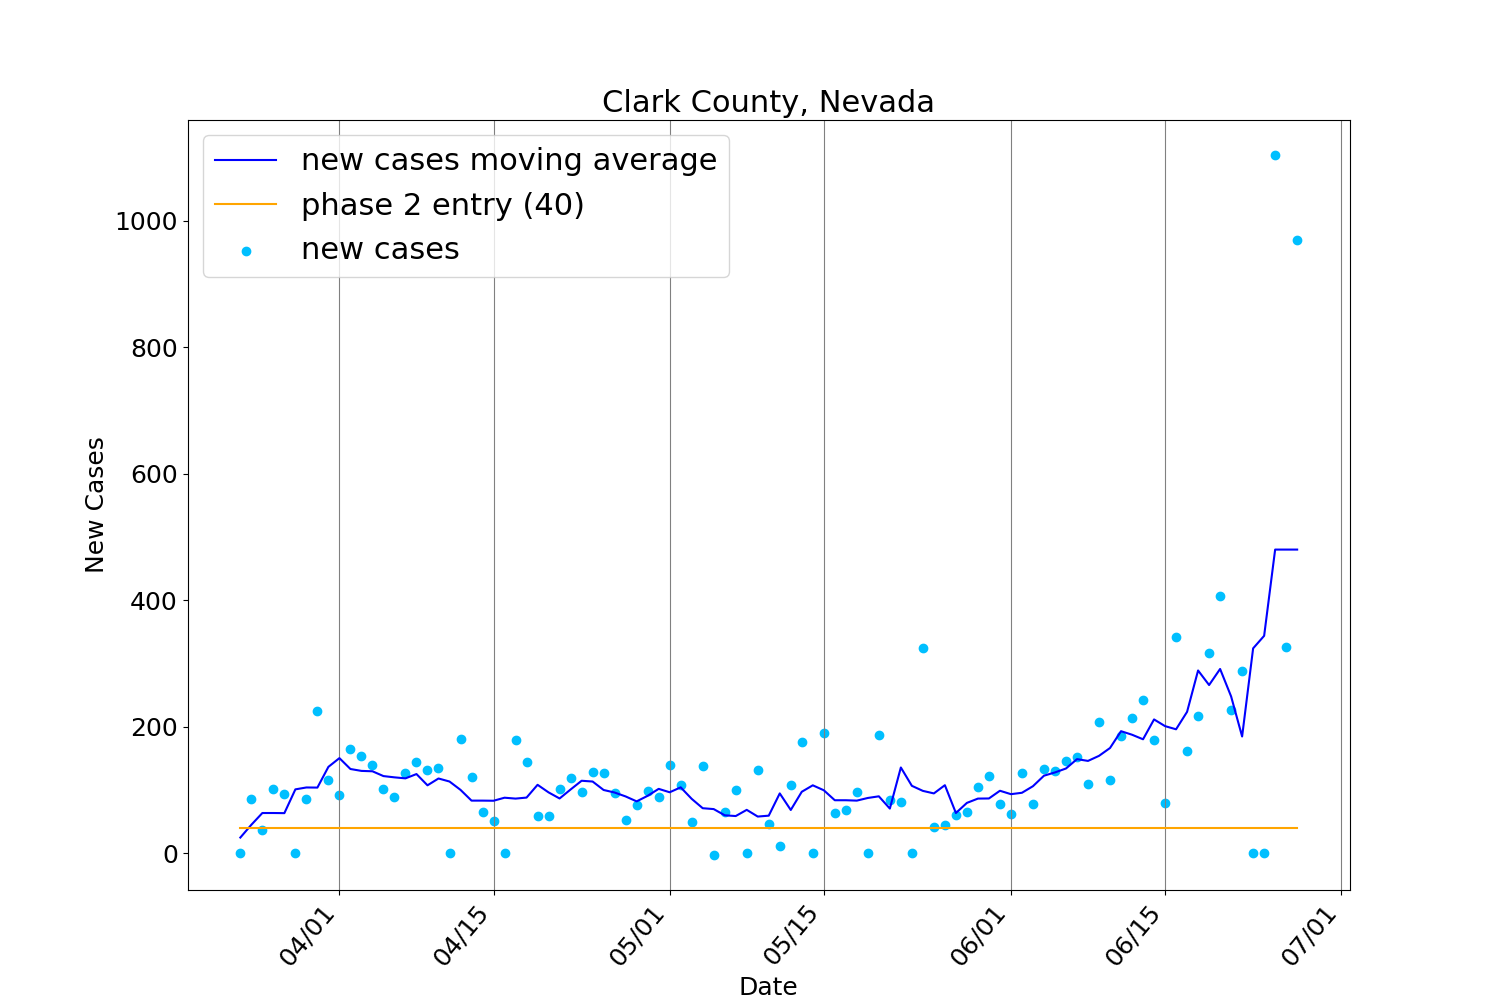 Clark County, Nevada
new cases moving average
phase 2 entry (40)
new cases
1000
800
600
400
200
0
New Cases
04/01
04/15
05/01
05/15
06/01
06/15
07/01
Date